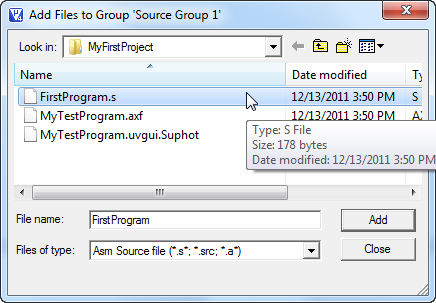 Add Files to Group 'Source Group 1'
Look in: MyFirstProject
Name Date modified Ty
FirstProgram.s 12/13/2011 3:50 PM S
MyTestProgram.axf 12/13/2011 3:50 PM AX
MyTestProgram.uvgui.Suphot
Type: S File
Size: 178 bytes
Date modified: 12/13/2011 3:50 PM
File name: FirstProgram Add
Files of type: Asm Source file (*.s*; *.src; *.a*) Close